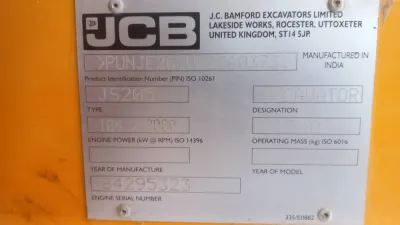 JCB
J.C. BAMFORD EXCAVATORS LIMITED
LAKESIDE WORKS, ROCESTER, UTTOXETER
UNITED KINGDOM, ST14 5JP.
MANUFACTURED IN
INDIA
Product Identification Number (PIN) ISO 10261
JS205
TYPE
DESIGNATION
ENGINE POWER (kW @ RPM) ISO 14396
OPERATING MASS (kg) ISO 6016
YEAR OF MANUFACTURE
YEAR OF MODEL
84295323
ENGINE SERIAL NUMBER